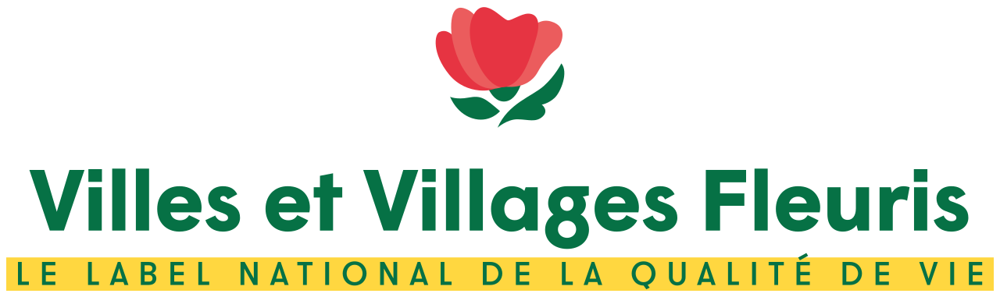 Villes et Villages Fleuris
LE LABEL NATIONAL DE LA QUALITÉ DE VIE